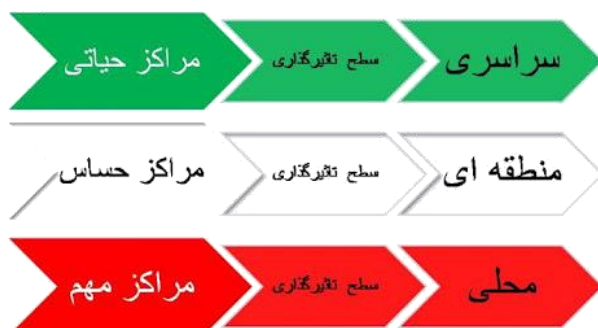 مراکز حیاتی سطح تاثیرگذاری سراسری
مراکز حساس سطح تاثیرگذاری منطقه ای
مراکز مهم سطح تاثیرگذاری محلی